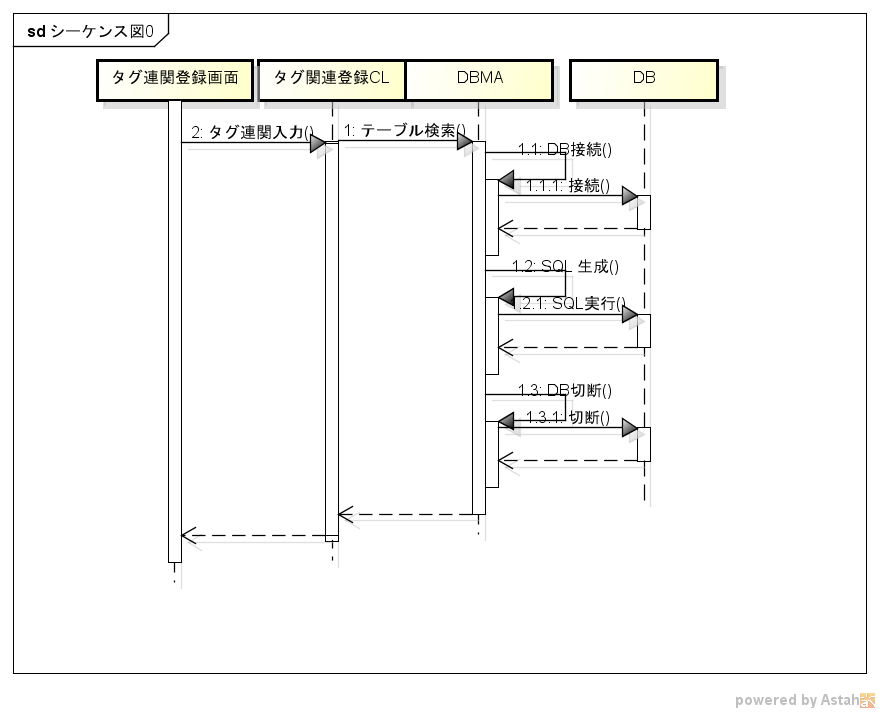 sd シーケンス図0
タグ連関登録画面
タグ関連登録CL
DBMA
DB
2: タグ連関入力()
1: テーブル検索()
1.1: DB接続()
1.1.1: 接続()
1.2: SQL 生成()
1.2.1: SQL実行()
1.3: DB切断()
1.3.1: 切断()
powered by Astah